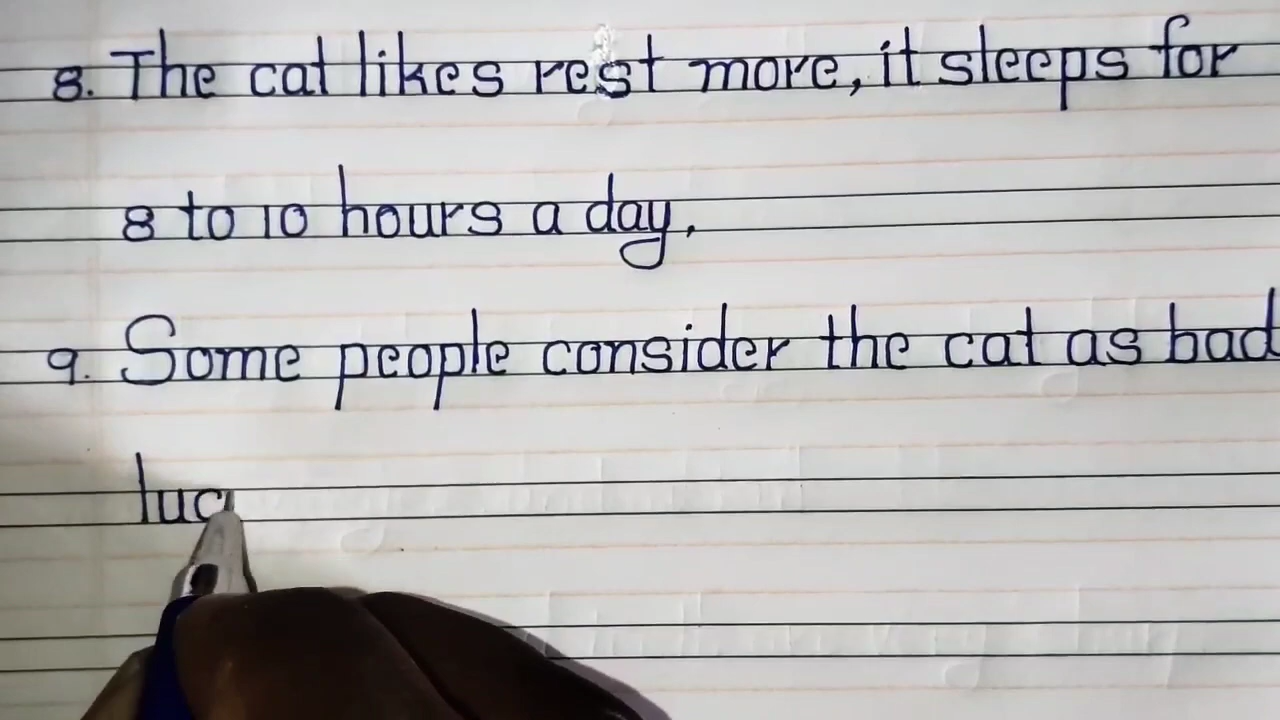 8. The cat likes rest more, it sleeps for
8 to 10 hours a day.
9. Some people consider the cat as bad
luc